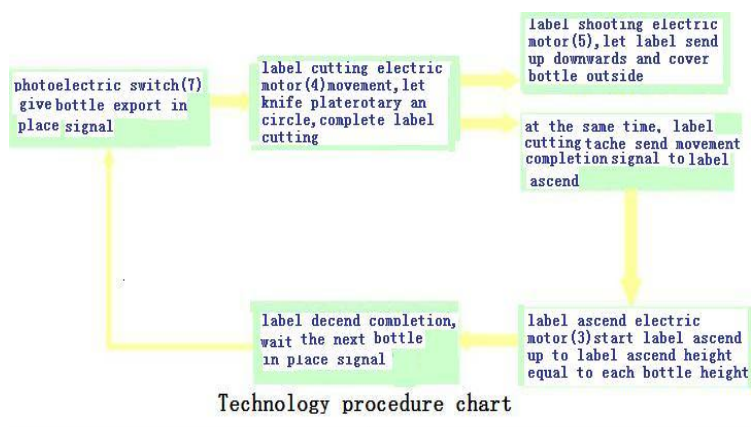 photoelectric switch(7)
give bottle export in
place signal
label cutting electric
motor(4)movement,let
knife platerotary an
circle,complete label
cutting
label shooting electric
motor(5),let label send
up downwards and cover
bottle outside
at the same time, label
cutting tache send movement
completion signal to label
ascend
label ascend electric
motor(3)start label ascend
up to label ascend height
equal to each bottle height
label decend completion,
wait the next bottle
in place signal
Technology procedure chart